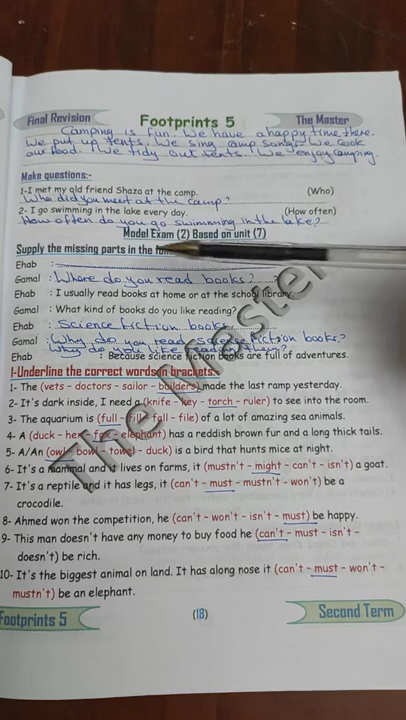 Final Revision
Footprints 5
The Master
Camping is fun. We have a happy time there.
We put up tents. We sing camp songs. We cook
our food. We tidy out tents. We enjoy camping.
Make questions:-
1-I met my old friend Shaza at the camp. (Who)
Who did you meet at the camp?
2- I go swimming in the lake every day. (How often)
How often do you go swimming in the lake?
Model Exam (2) Based on unit (7)
Supply the missing parts in the
Ehab :
Gamal : Where do you read books?
Ehab : I usually read books at home or at the school library.
Gamal : What kind of books do you like reading?
Ehab : Science fiction books
Gamal : Why do you read science fiction books?
Why do you like reading them?
Ehab : Because science fiction books are full of adventures.
1-Underline the correct words in brackets.
1- The (vets – doctors – sailor – builders) made the last ramp yesterday.
2- It's dark inside, I need a (knife – key – torch – ruler) to see into the room.
3- The aquarium is (full – fall – file) of a lot of amazing sea animals.
4- A (duck – hen – fox – elephant) has a reddish brown fur and a long thick tails.
5- A/An (owl – bowl – towel – duck) is a bird that hunts mice at night.
6- It's a mammal and it lives on farms, it (mustn't – might – can't – isn't) a goat.
7- It's a reptile and it has legs, it (can't – must – mustn't – won't) be a
crocodile.
8- Ahmed won the competition, he (can't – won't – isn't – must) be happy.
9- This man doesn't have any money to buy food he (can't – must – isn't –
doesn't) be rich.
10- It's the biggest animal on land. It has along nose it (can't – must – won't –
mustn't) be an elephant.
Footprints 5
(18)
Second Term
The Master